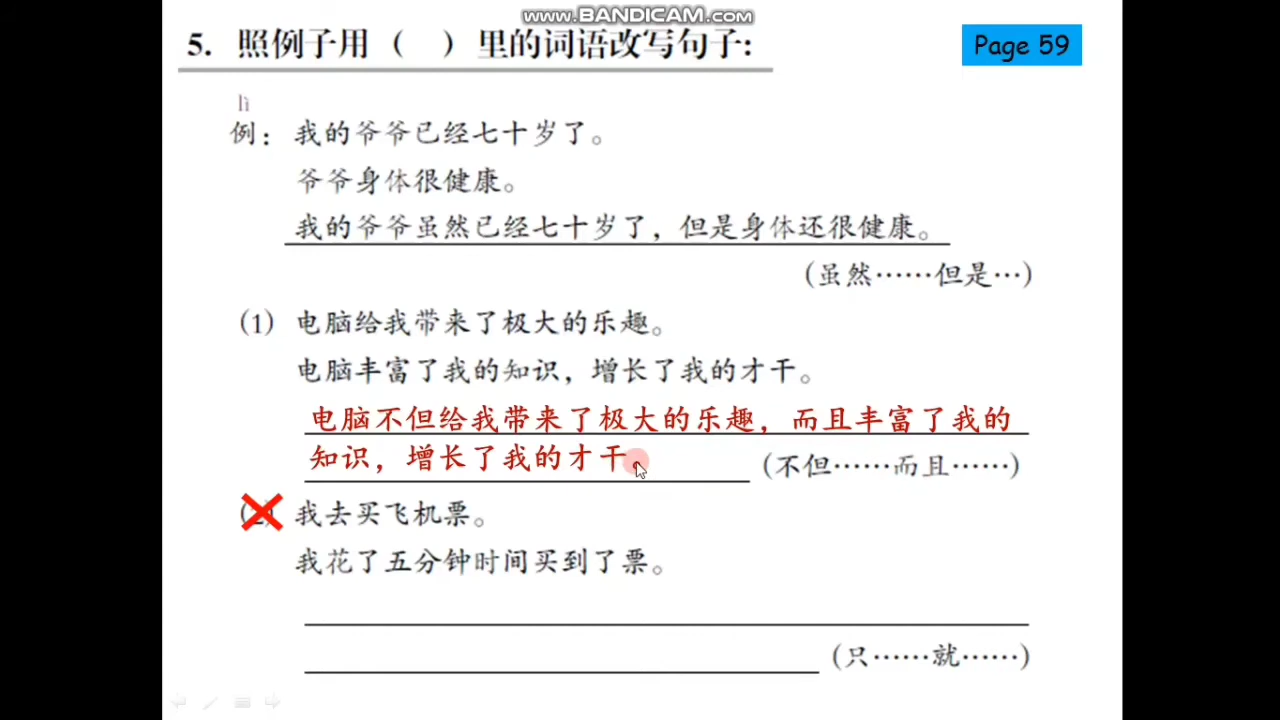 www.BANDICAM.com
5. 照例子用（ ）里的词语改写句子：
Page 59
lì
例：我的爷爷已经七十岁了。
爷爷身体很健康。
我的爷爷虽然已经七十岁了，但是身体还很健康。
（虽然……但是…）
（1）电脑给我带来了极大的乐趣。
电脑丰富了我的知识，增长了我的才干。
电脑不但给我带来了极大的乐趣，而且丰富了我的
知识，增长了我的才干。（不但……而且……）
（2）我去买飞机票。
我花了五分钟时间买到了票。
（只……就……）